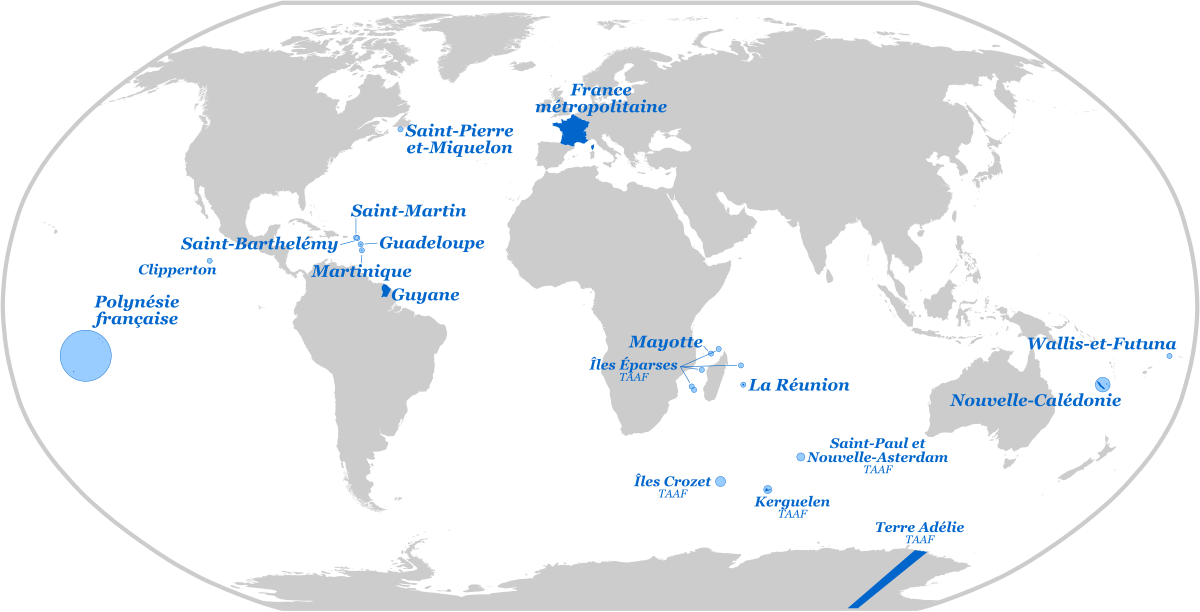 France
métropolitaine
Saint-Pierre
et-Miquelon
Saint-Martin
Saint-Barthelémy
Guadeloupe
Clipperton
Martinique
Guyane
Polynésie
française
Mayotte
Îles Éparses
TAAF
La Réunion
Wallis-et-Futuna
Nouvelle-Calédonie
Saint-Paul et
Nouvelle-Asterdam
TAAF
Îles Crozet
TAAF
Kerguelen
TAAF
Terre Adélie
TAAF